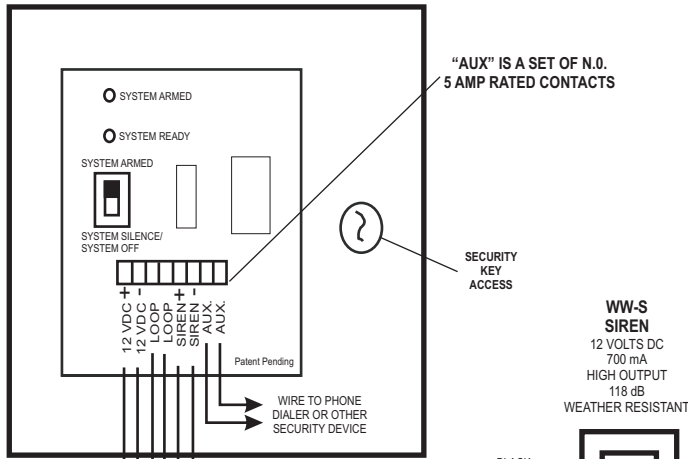 “AUX” IS A SET OF N.0.
5 AMP RATED CONTACTS
SYSTEM ARMED
SYSTEM READY
SYSTEM ARMED
SYSTEM SILENCE/
SYSTEM OFF
SECURITY
KEY
ACCESS
12 VDC +
12 VDC -
LOOP
LOOP
SIREN +
SIREN -
AUX.
AUX.
Patent Pending
WIRE TO PHONE
DIALER OR OTHER
SECURITY DEVICE
WW-S
SIREN
12 VOLTS DC
700 mA
HIGH OUTPUT
118 dB
WEATHER RESISTANT